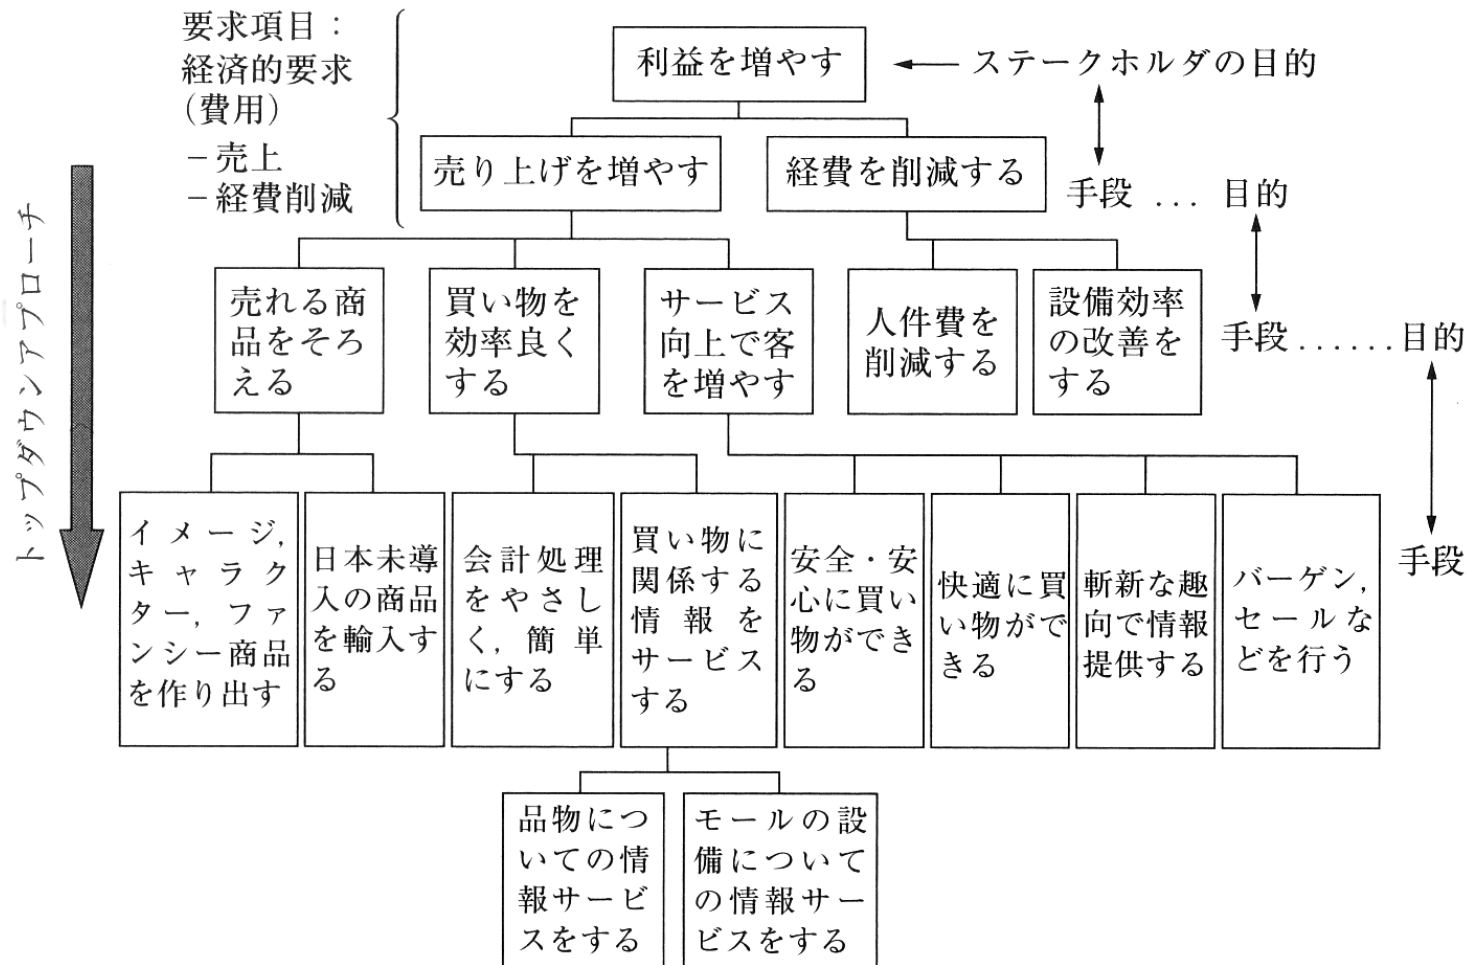 要求項目：
経済的要求
(費用)
－売上
－経費削減
利益を増やす
ステークホルダの目的
売り上げを増やす
経費を削減する
手段 … 目的
トップダウンアプローチ
売れる商
品をそろ
える
買い物を
効率良く
する
サービス
向上で客
を増やす
人件費を
削減する
設備効率
の改善を
する
手段……目的
イメージ,
キャラク
ター, ファ
ンシー商品
を作り出す
日本未導
入の商品
を輸入す
る
会計処理
をやさし
く, 簡単
にする
買い物に
関係する
情報を
サービス
する
安全・安
心に買い
物ができ
る
快適に買
い物がで
きる
斬新な趣
向で情報
提供する
バーゲン,
セールな
どを行う
手段
品物につ
いての情
報サービ
スをする
モールの設
備について
の情報サー
ビスをする